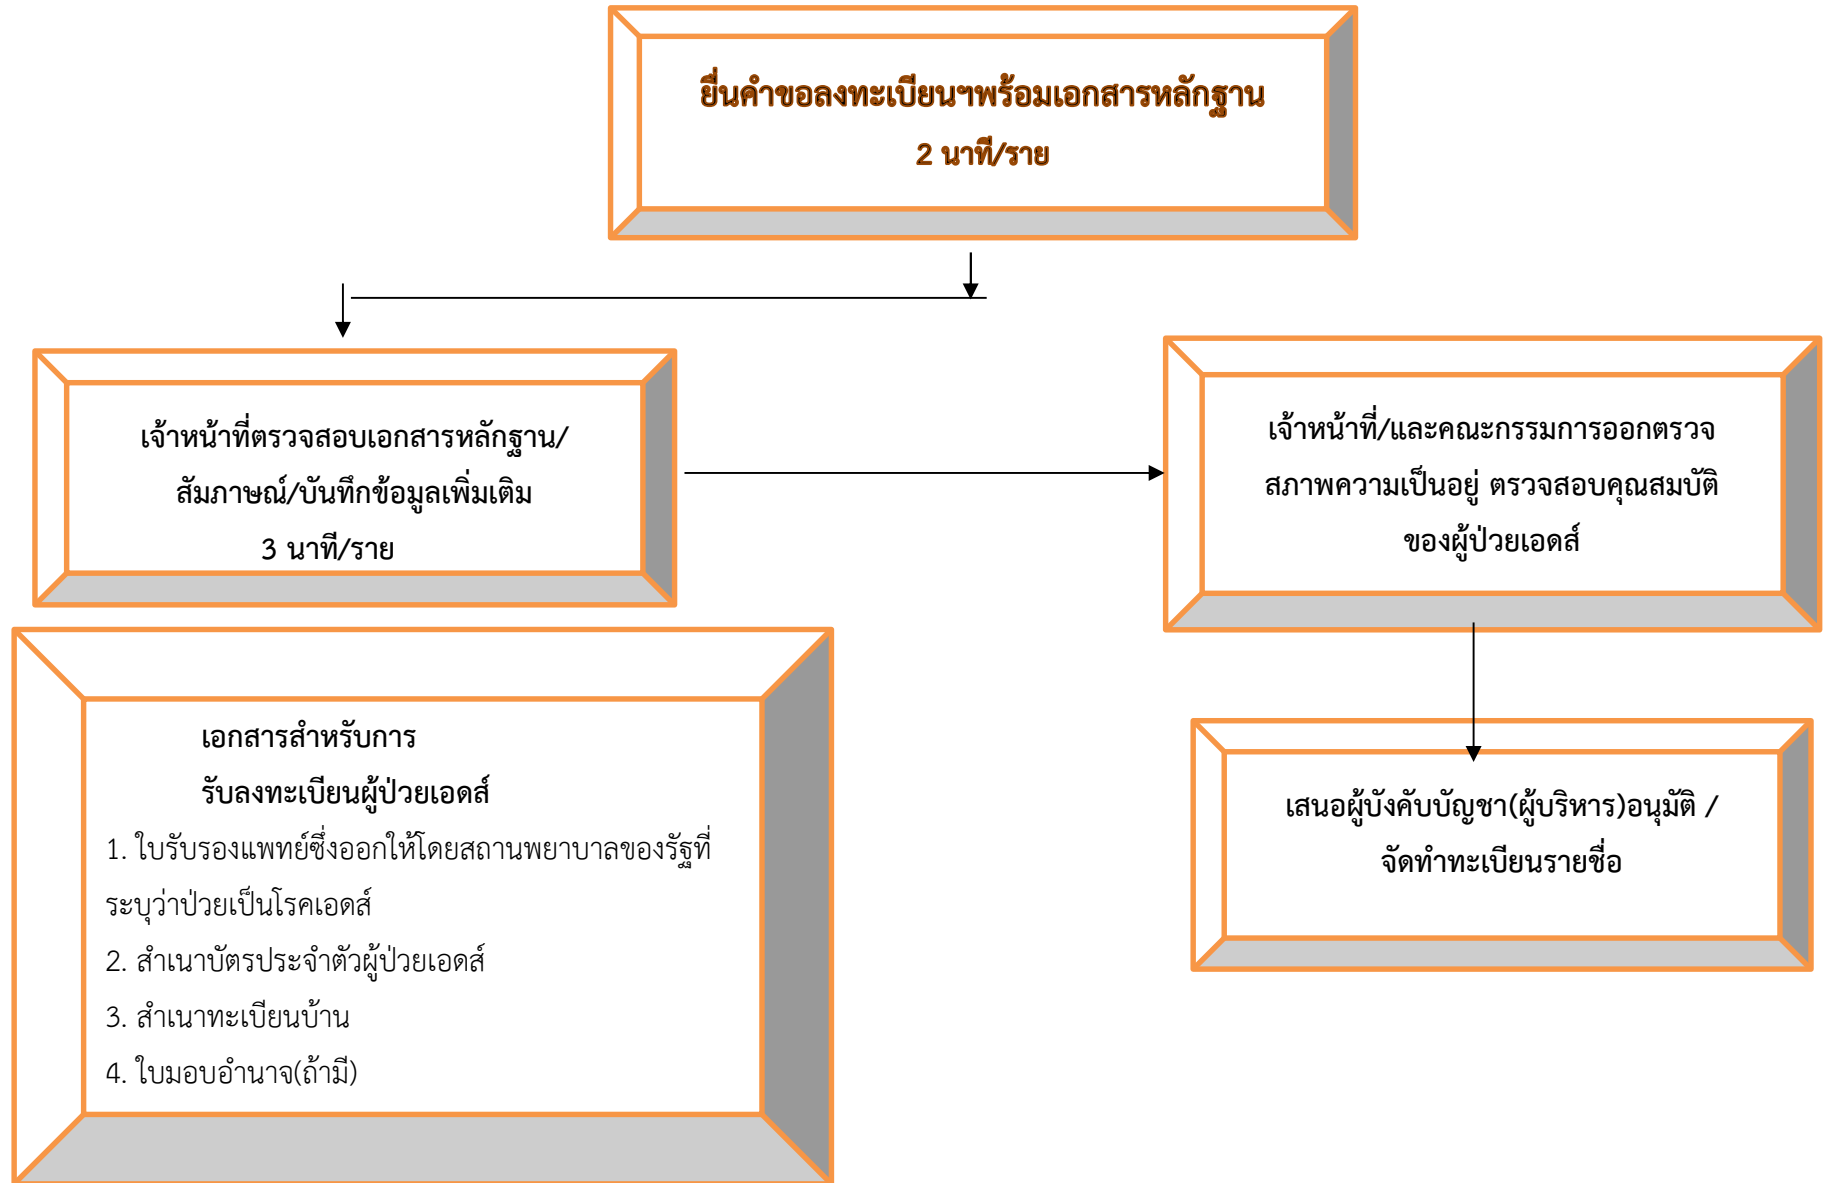 ยื่นคำขอลงทะเบียนฯพร้อมเอกสารหลักฐาน
2 นาที/ราย
เจ้าหน้าที่ตรวจสอบเอกสารหลักฐาน/
สัมภาษณ์/บันทึกข้อมูลเพิ่มเติม
3 นาที/ราย
เจ้าหน้าที่/และคณะกรรมการออกตรวจ
สภาพความเป็นอยู่ ตรวจสอบคุณสมบัติ
ของผู้ป่วยเอดส์
เอกสารสำหรับการ
รับลงทะเบียนผู้ป่วยเอดส์
1. ใบรับรองแพทย์ซึ่งออกให้โดยสถานพยาบาลของรัฐที่
ระบุว่าป่วยเป็นโรคเอดส์
2. สำเนาบัตรประจำตัวผู้ป่วยเอดส์
3. สำเนาทะเบียนบ้าน
4. ใบมอบอำนาจ(ถ้ามี)
เสนอผู้บังคับบัญชา(ผู้บริหาร)อนุมัติ /
จัดทำทะเบียนรายชื่อ